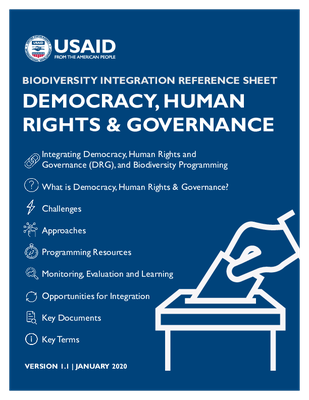 USAID
FROM THE AMERICAN PEOPLE
BIODIVERSITY INTEGRATION REFERENCE SHEET
DEMOCRACY, HUMAN
RIGHTS & GOVERNANCE
Integrating Democracy, Human Rights and
Governance (DRG), and Biodiversity Programming
What is Democracy, Human Rights & Governance?
Challenges
Approaches
Programming Resources
Monitoring, Evaluation and Learning
Opportunities for Integration
Key Documents
Key Terms
VERSION 1.1 | JANUARY 2020